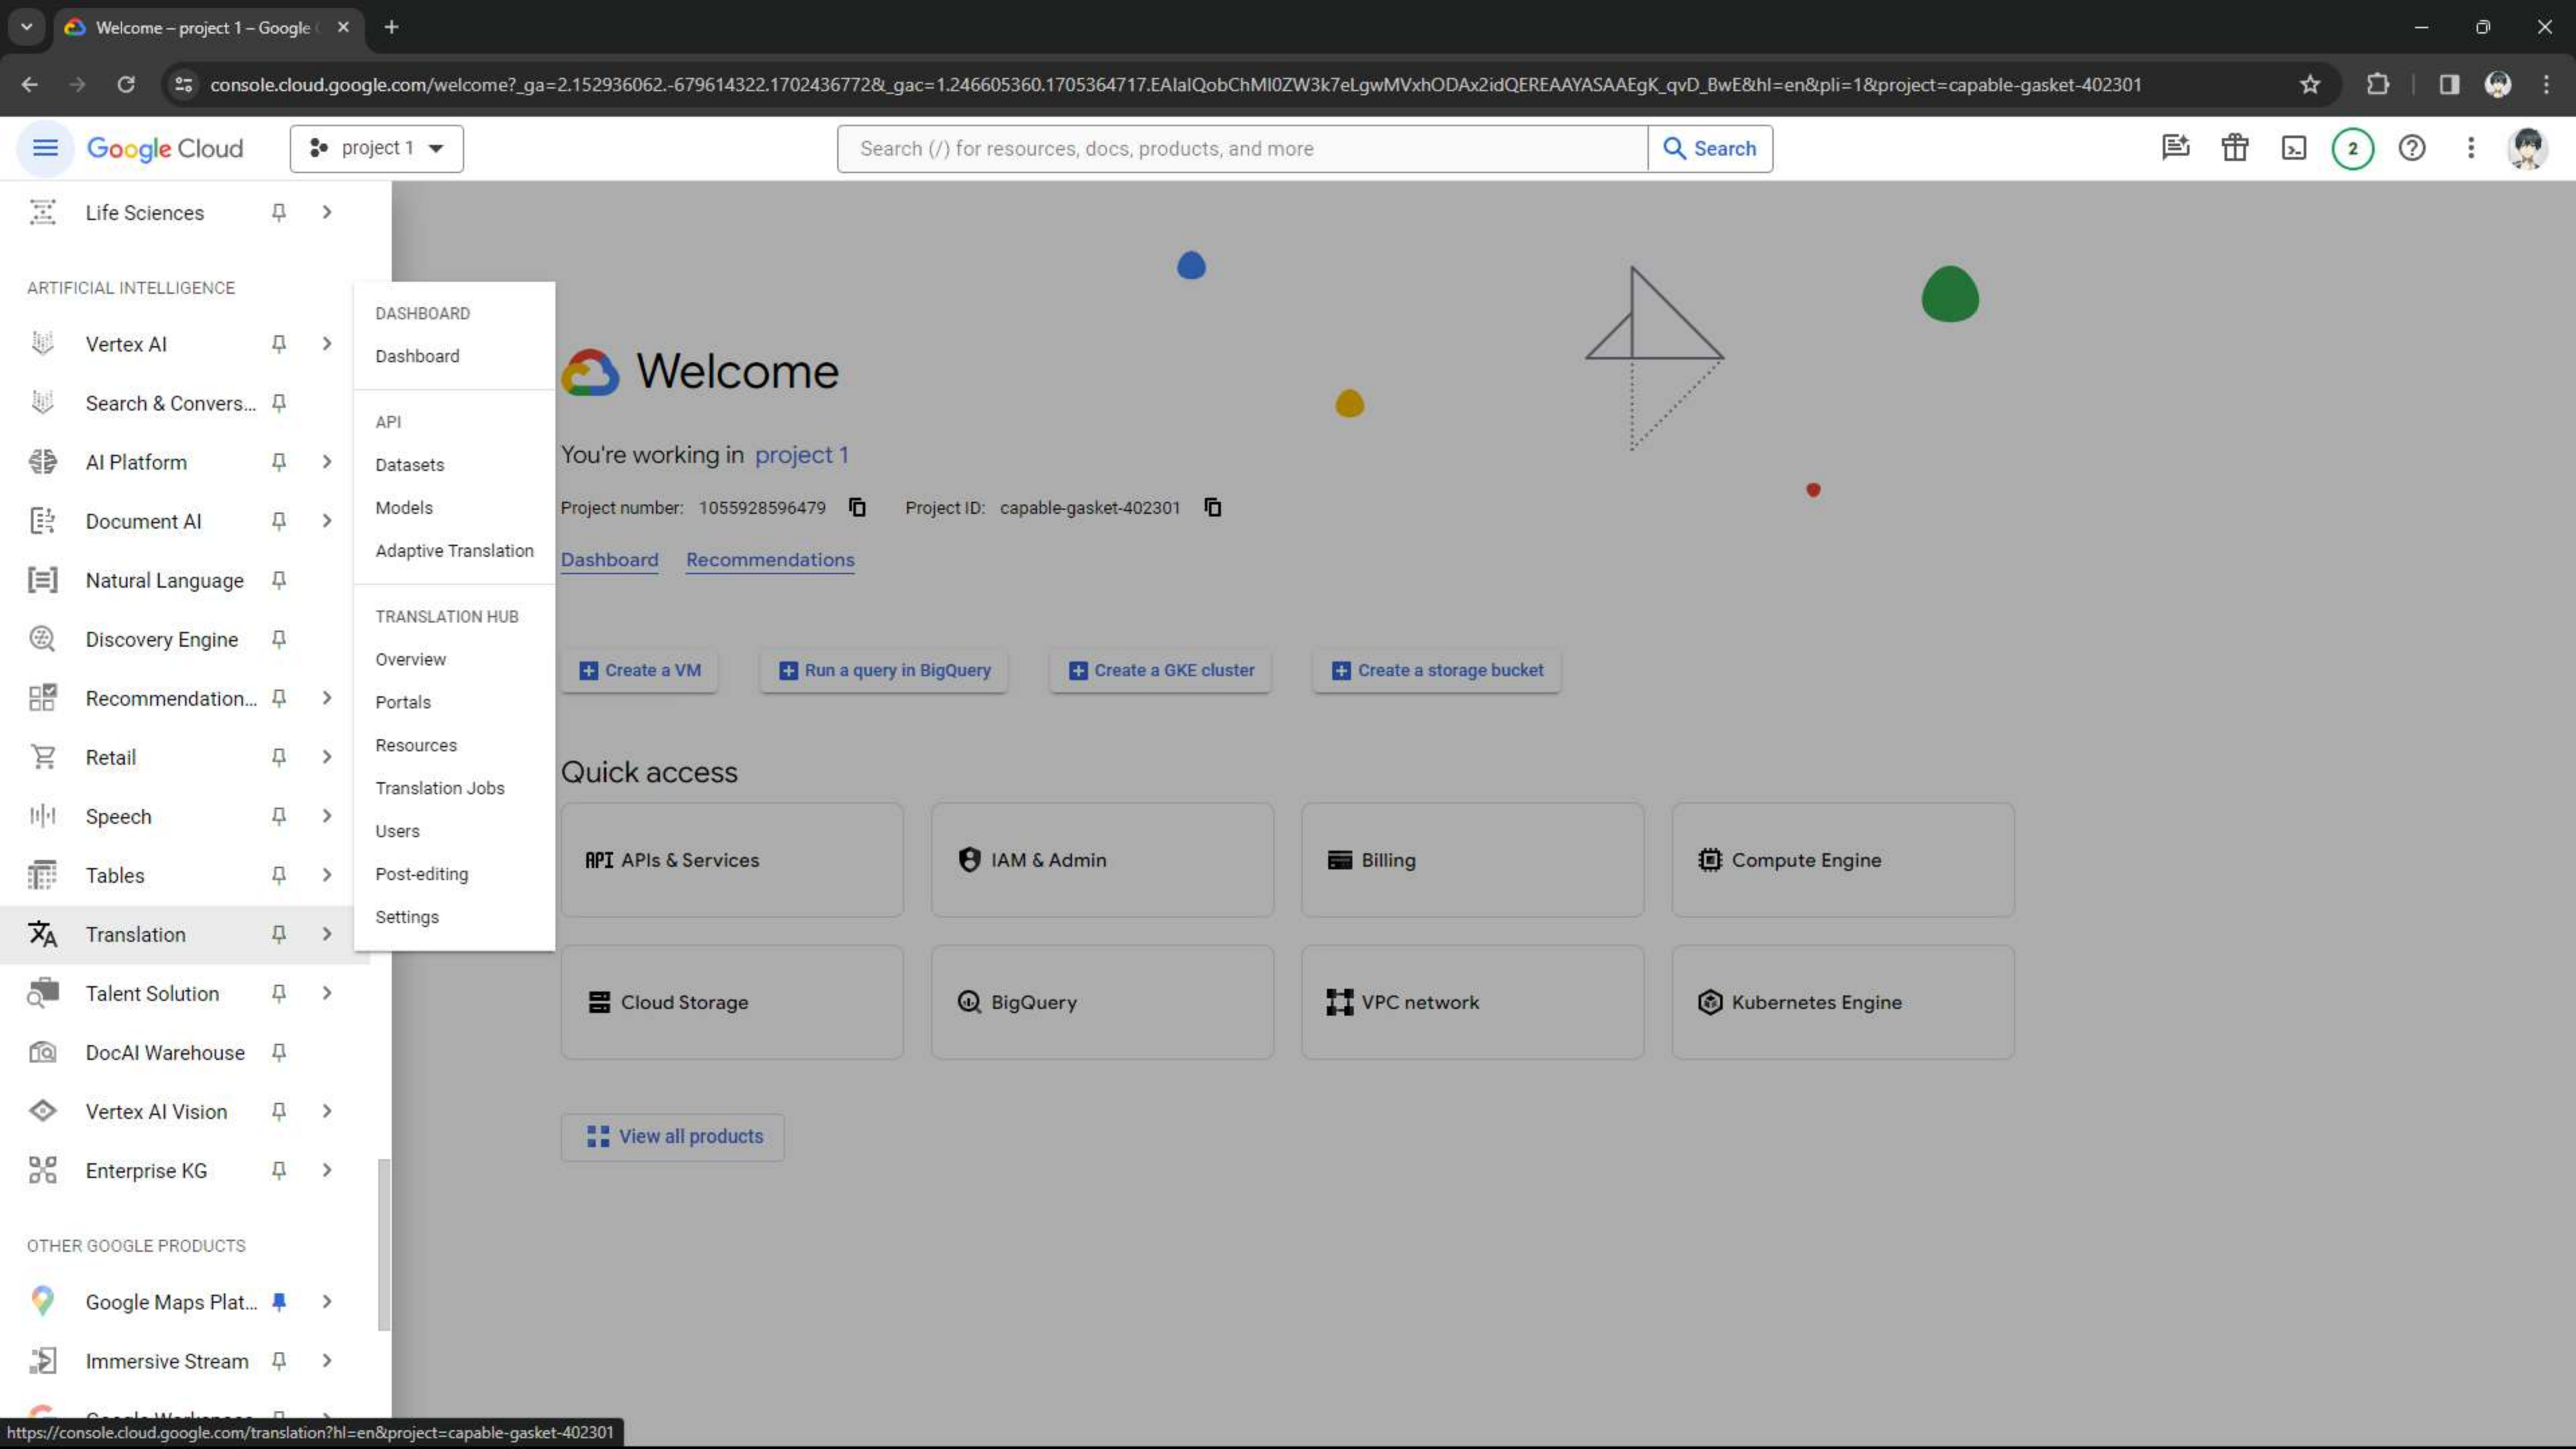 Welcome – project 1 – Google
console.cloud.google.com/welcome?_ga=2.152936062.-679614322.1702436772&_gac=1.246605360.1705364717.EAIaIQobChMI0ZW3k7eLgwMVxhODAx2idQEREAAYASAAEgK_qvD_BwE&hl=en&pli=1&project=capable-gasket-402301
Google Cloud
project 1
Search (/) for resources, docs, products, and more
Search
2
Life Sciences
ARTIFICIAL INTELLIGENCE
Vertex AI
Search & Convers...
AI Platform
Document AI
Natural Language
Discovery Engine
Recommendation...
Retail
Speech
Tables
Translation
Talent Solution
DocAI Warehouse
Vertex AI Vision
Enterprise KG
OTHER GOOGLE PRODUCTS
Google Maps Plat...
Immersive Stream
DASHBOARD
Dashboard
API
Datasets
Models
Adaptive Translation
TRANSLATION HUB
Overview
Portals
Resources
Translation Jobs
Users
Post-editing
Settings
Welcome
You're working in project 1
Project number: 1055928596479 Project ID: capable-gasket-402301
Dashboard Recommendations
Create a VM
Run a query in BigQuery
Create a GKE cluster
Create a storage bucket
Quick access
API APIs & Services
IAM & Admin
Billing
Compute Engine
Cloud Storage
BigQuery
VPC network
Kubernetes Engine
View all products
https://console.cloud.google.com/translation?hl=en&project=capable-gasket-402301